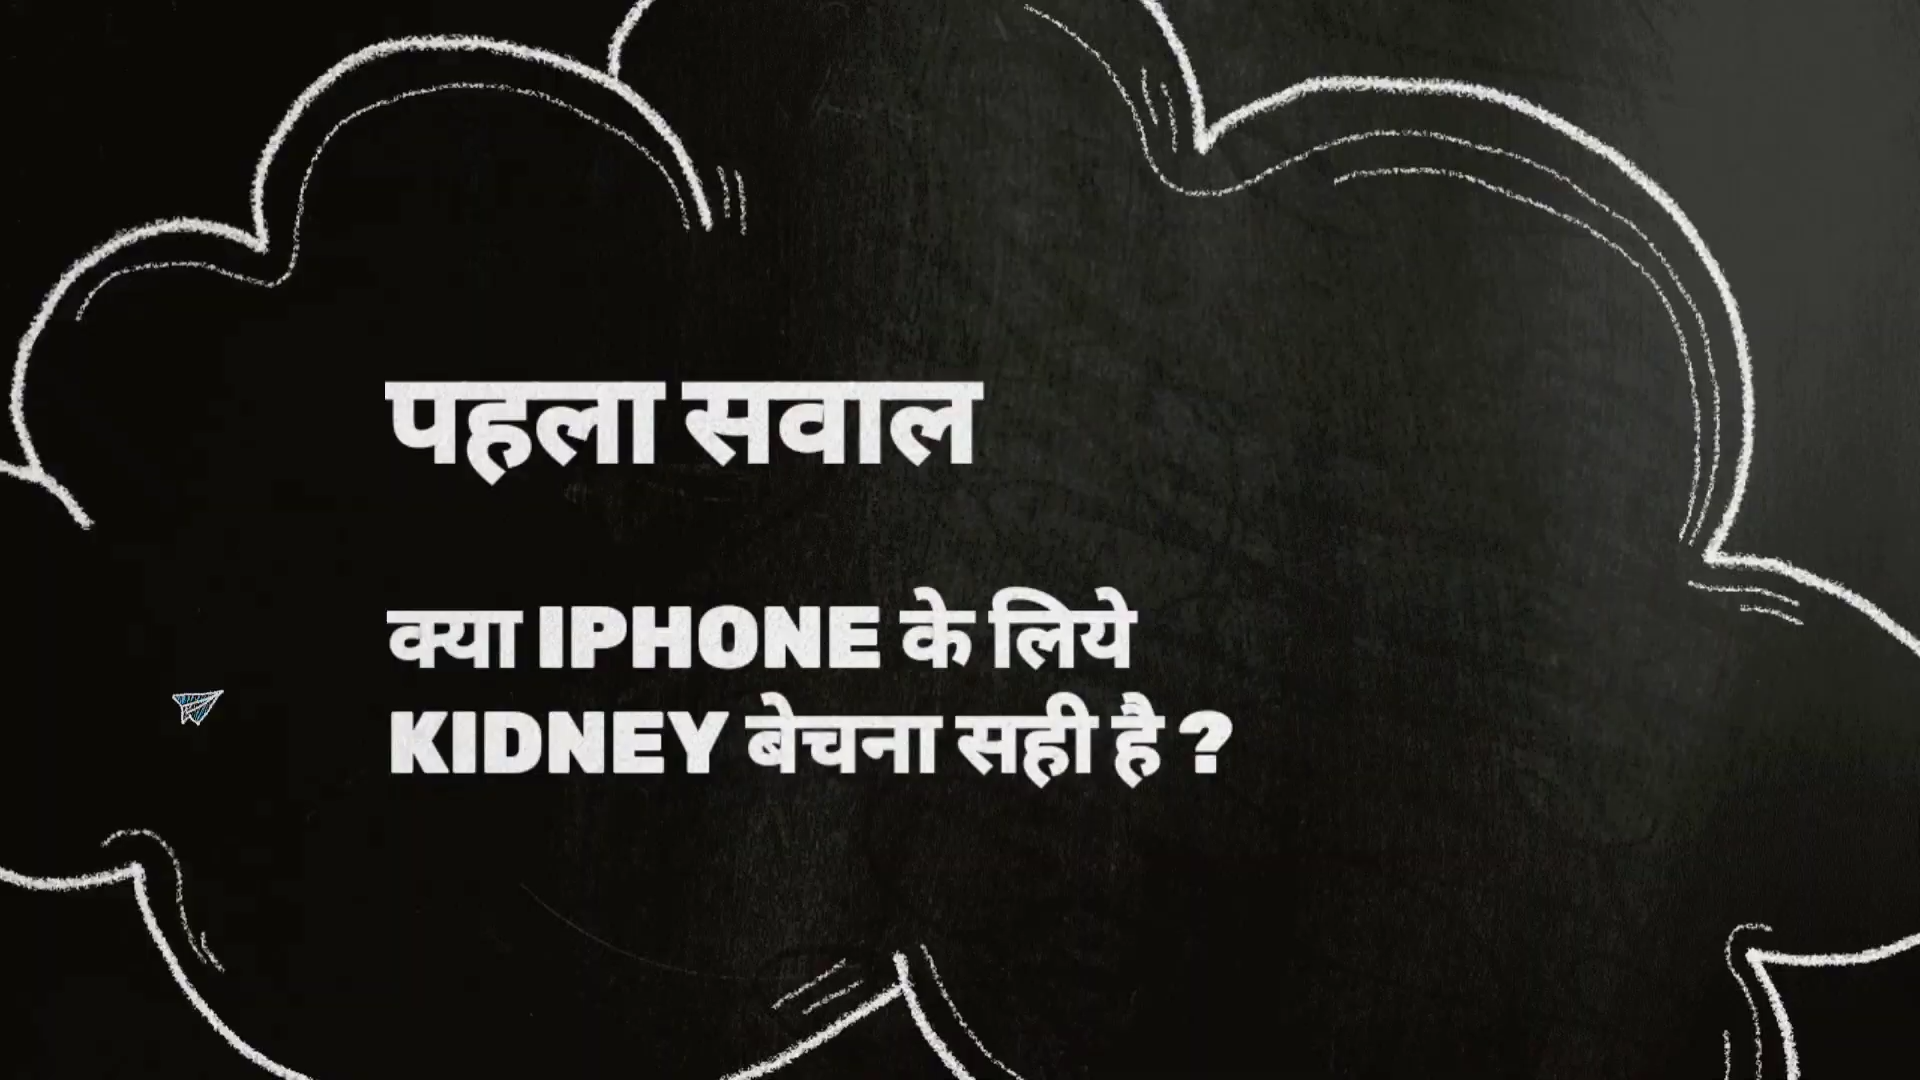 पहला सवाल
क्या IPHONE के लिये
KIDNEY बेचना सही है ?